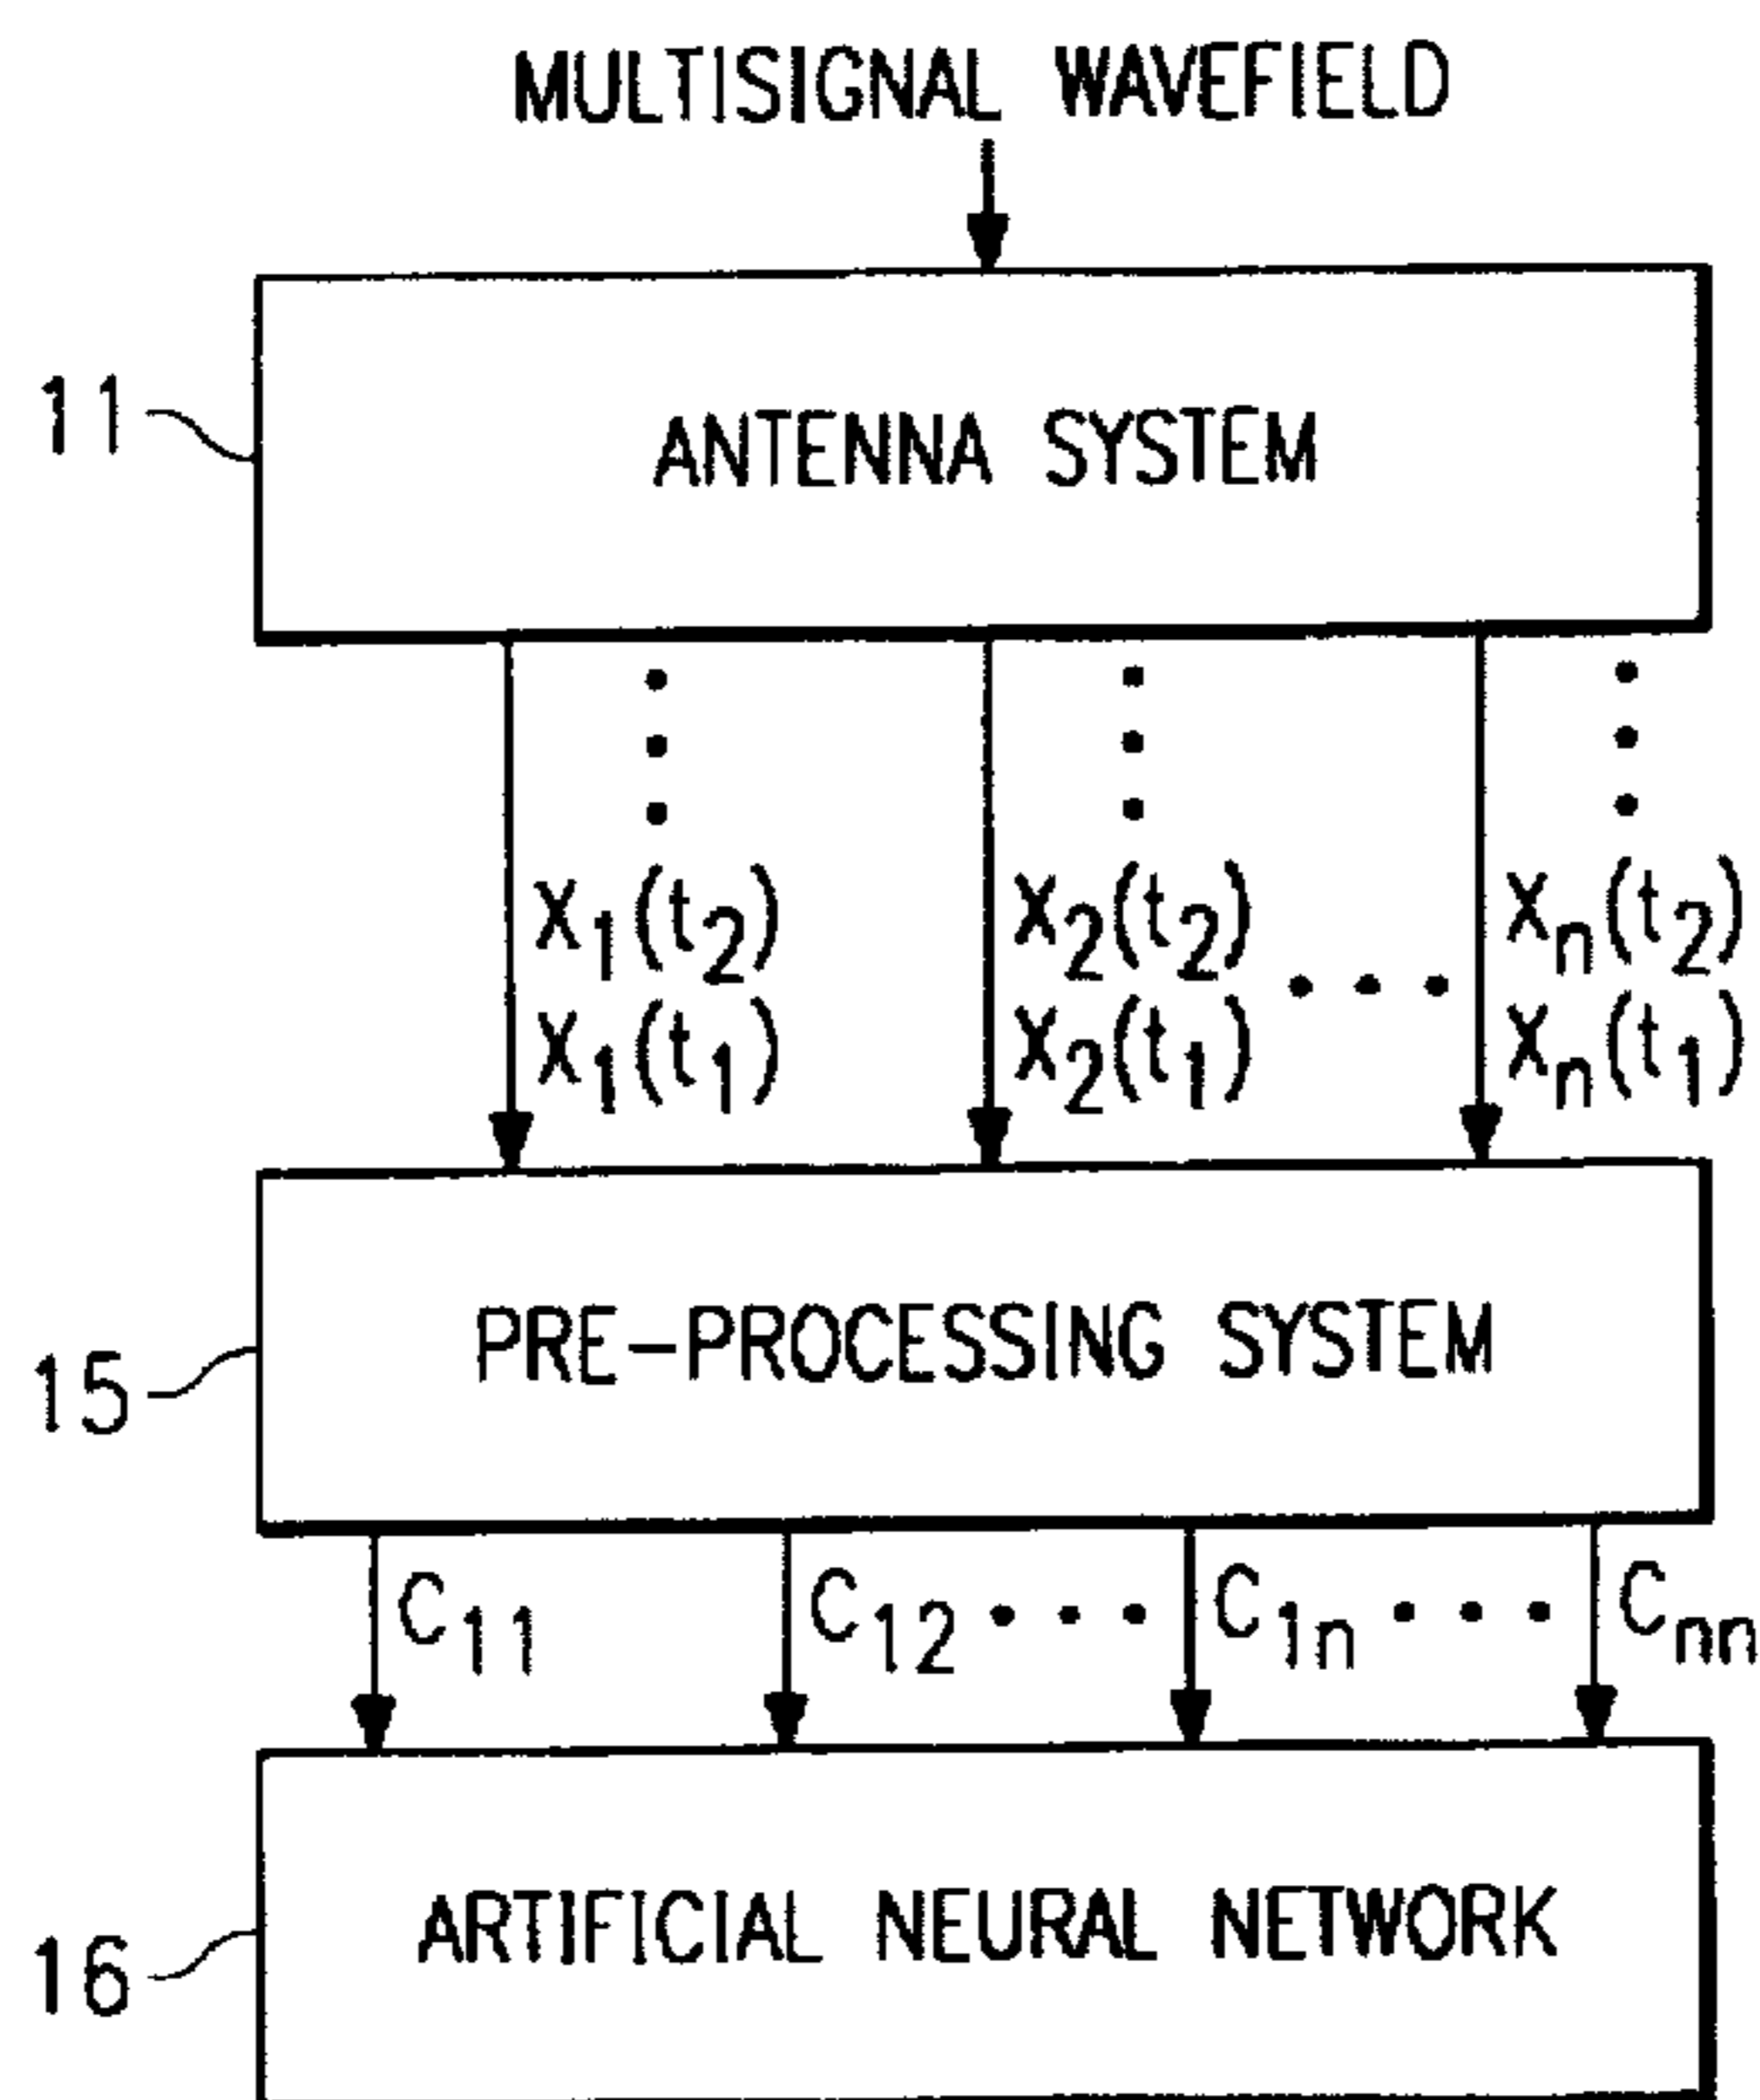 MULTISIGNAL WAVEFIELD
11
ANTENNA SYSTEM
X1(t2) X2(t2) Xn(t2)
X1(t1) X2(t1) • • • Xn(t1)
15
PRE-PROCESSING SYSTEM
C11 C12 • • • C1n • • • Cnn
16
ARTIFICIAL NEURAL NETWORK